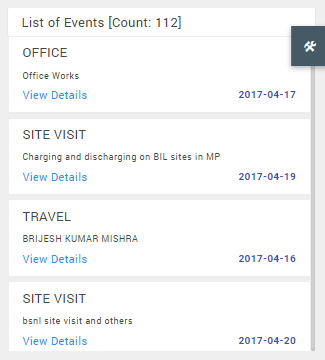 List of Events [Count: 112]
OFFICE
Office Works
View Details 2017-04-17
SITE VISIT
Charging and discharging on BIL sites in MP
View Details 2017-04-19
TRAVEL
BRIJESH KUMAR MISHRA
View Details 2017-04-16
SITE VISIT
bsnl site visit and others
View Details 2017-04-20